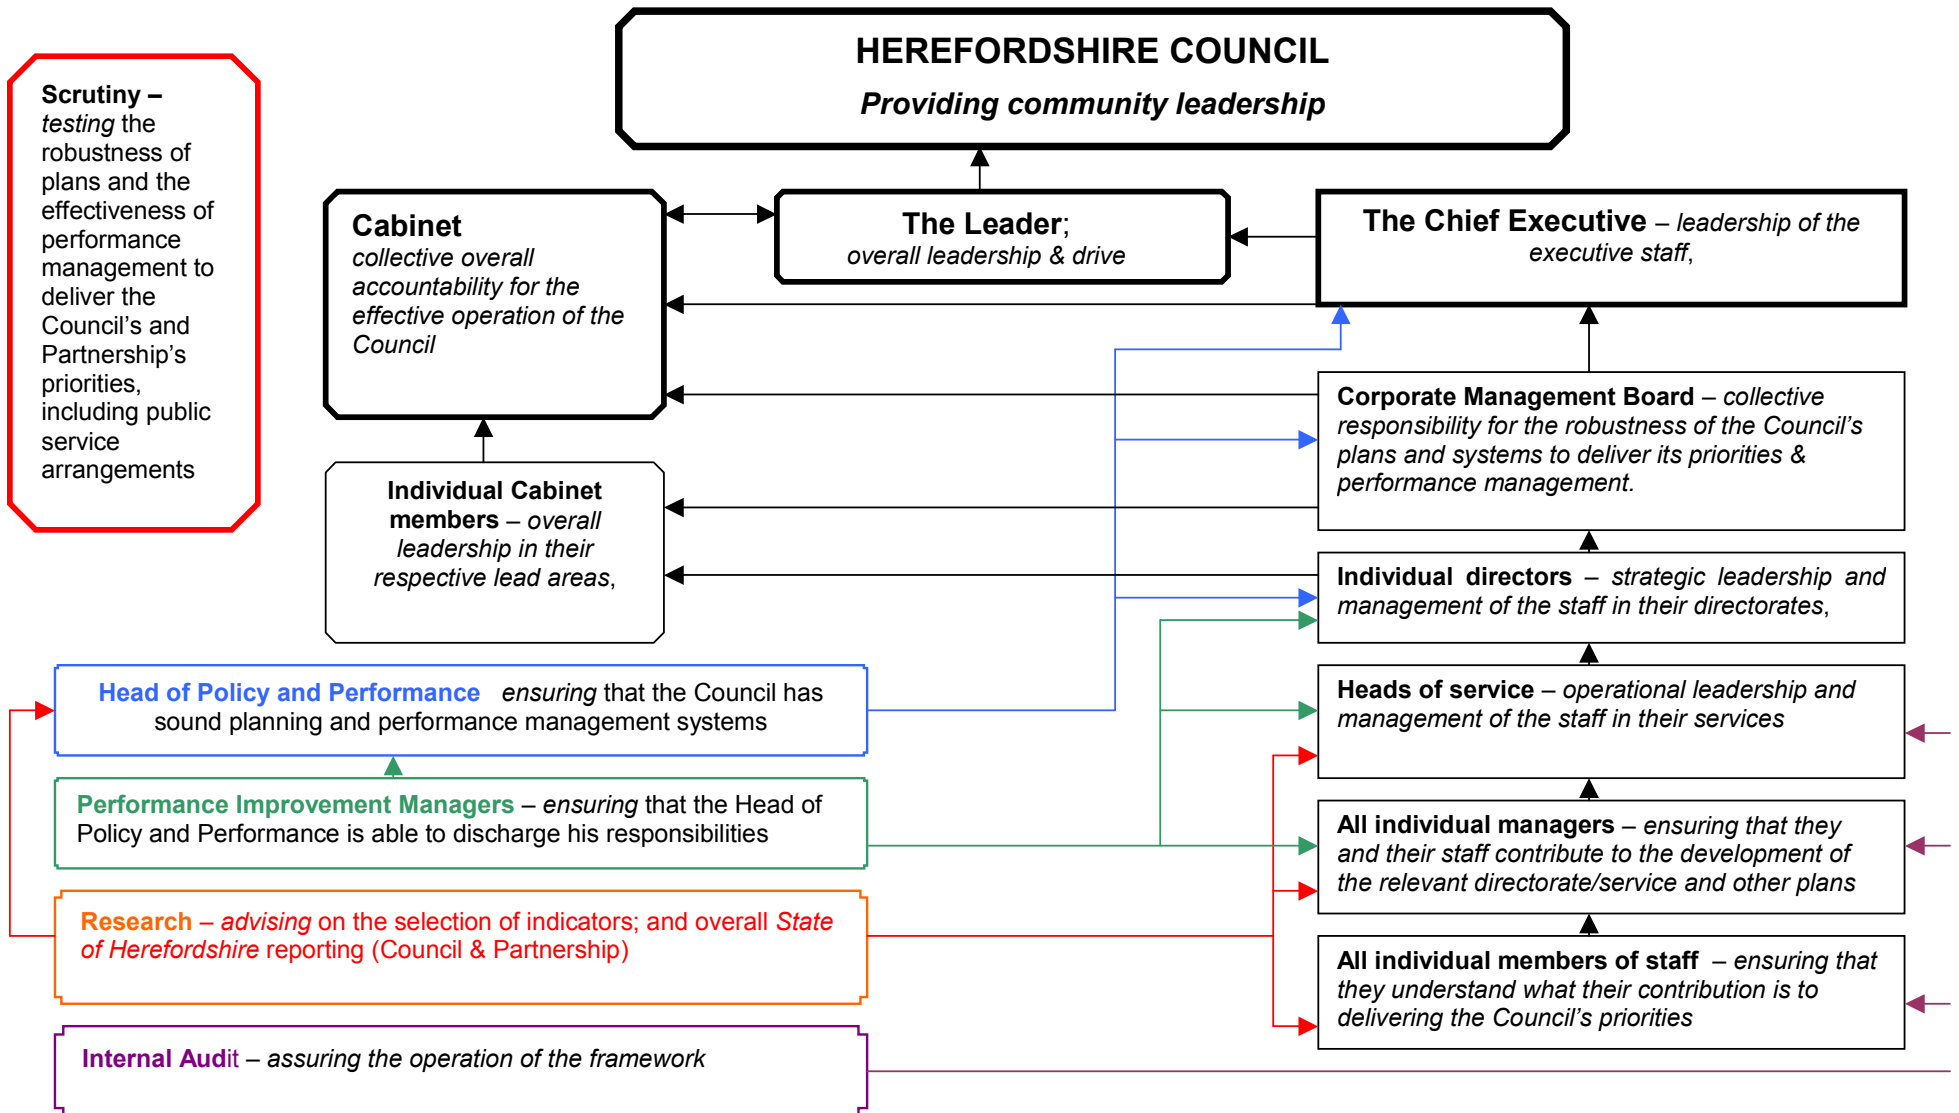 HEREFORDSHIRE COUNCIL
Providing community leadership
Scrutiny –
testing the
robustness of
plans and the
effectiveness of
performance
management to
deliver the
Council’s and
Partnership’s
priorities,
including public
service
arrangements
Cabinet
collective overall
accountability for the
effective operation of the
Council
The Leader;
overall leadership & drive
The Chief Executive – leadership of the
executive staff,
Corporate Management Board – collective
responsibility for the robustness of the Council’s
plans and systems to deliver its priorities &
performance management.
Individual Cabinet
members – overall
leadership in their
respective lead areas,
Individual directors – strategic leadership and
management of the staff in their directorates,
Head of Policy and Performance ensuring that the Council has
sound planning and performance management systems
Heads of service – operational leadership and
management of the staff in their services
Performance Improvement Managers – ensuring that the Head of
Policy and Performance is able to discharge his responsibilities
All individual managers – ensuring that they
and their staff contribute to the development of
the relevant directorate/service and other plans
Research – advising on the selection of indicators; and overall State
of Herefordshire reporting (Council & Partnership)
All individual members of staff – ensuring that
they understand what their contribution is to
delivering the Council’s priorities
Internal Audit – assuring the operation of the framework